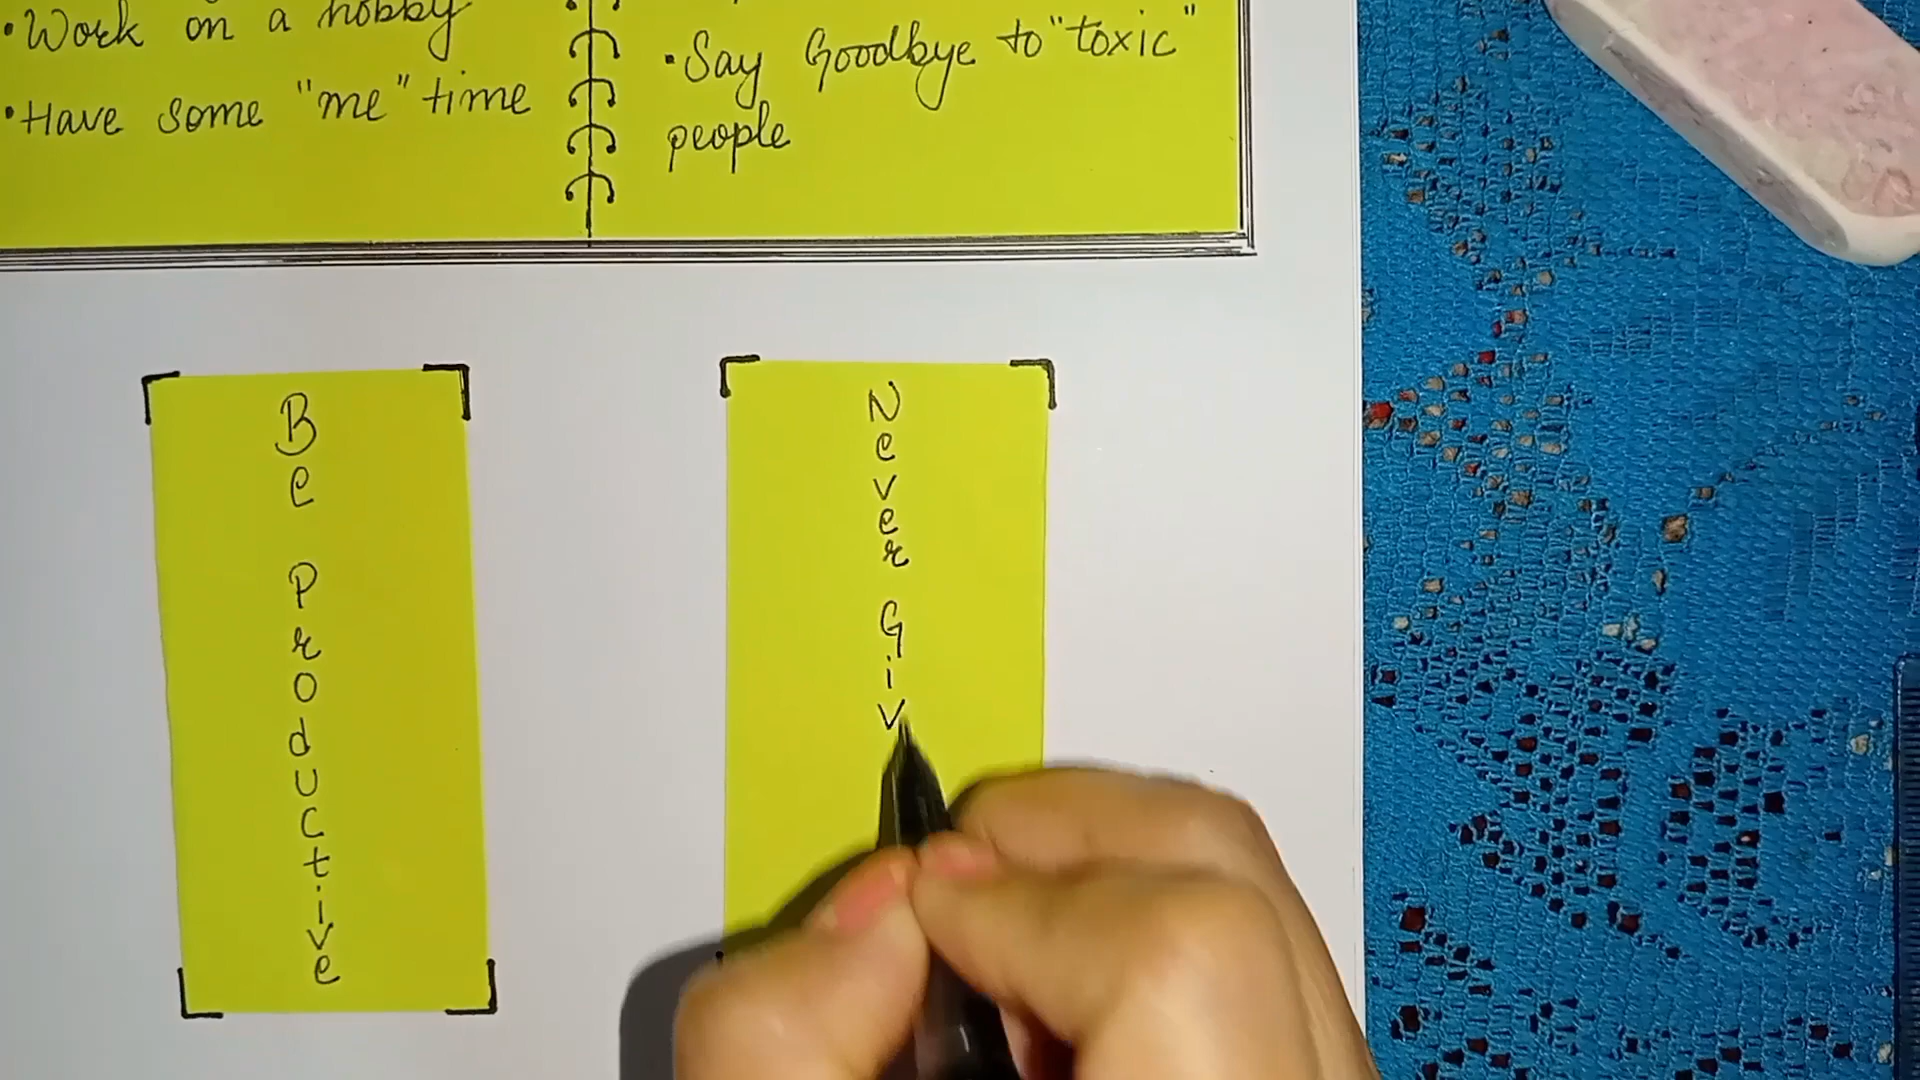 •Work on a hobby
•Have some "me" time
•Say Goodbye to "toxic"
people
Be Productive
Never Giv